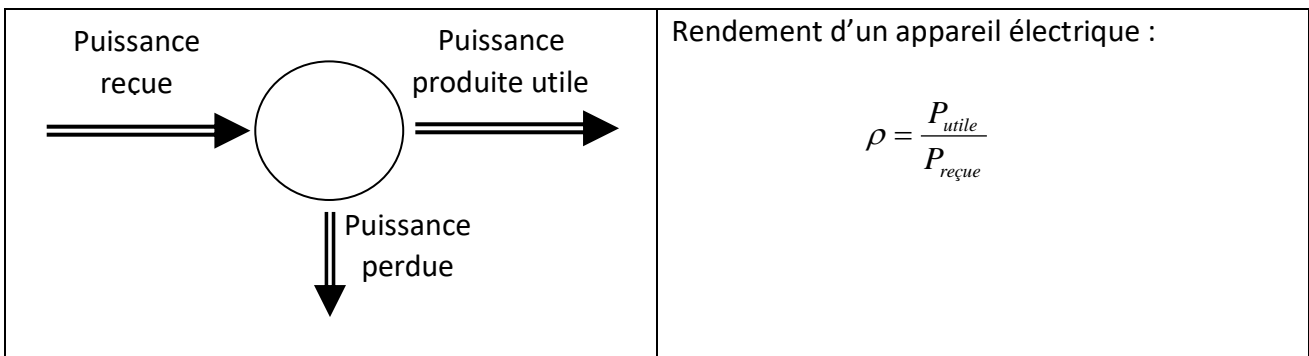 Puissance
reçue
Puissance
produite utile
Puissance
perdue
Rendement d’un appareil électrique :
ρ = P_utile / P_reçue